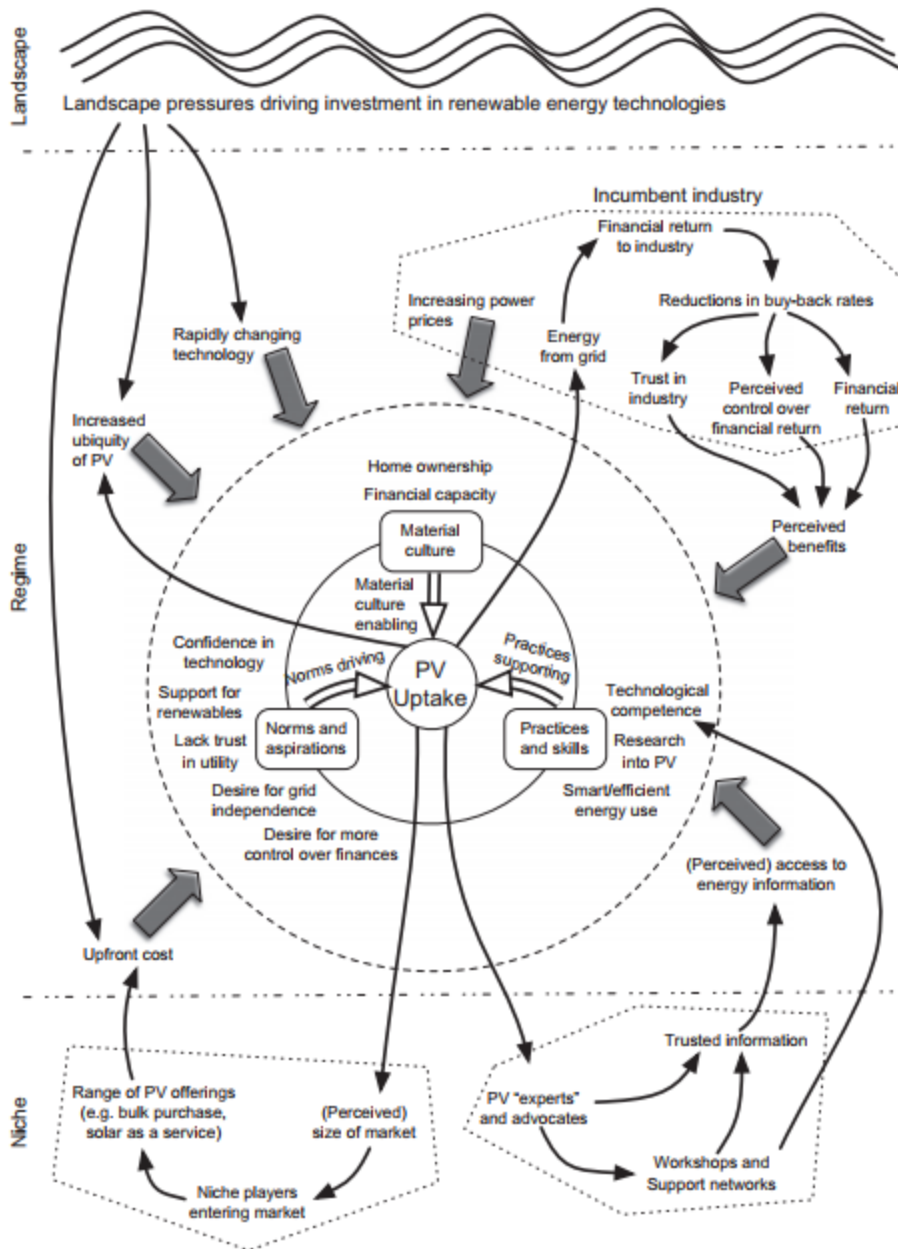 Landscape
Landscape pressures driving investment in renewable energy technologies
Regime
Incumbent industry
Financial return
to industry
Increasing power
prices
Reductions in buy-back rates
Rapidly changing
technology
Energy
from grid
Trust in
industry
Perceived
control over
financial return
Financial
return
Increased
ubiquity
of PV
Home ownership
Financial capacity
Material
culture
Perceived
benefits
Material
culture
enabling
Confidence in
technology
Norms driving
PV
Uptake
Practices
supporting
Support for
renewables
Technological
competence
Norms and
aspirations
Practices
and skills
Lack trust
in utility
Research
into PV
Desire for grid
independence
Smart/efficient
energy use
Desire for more
control over finances
(Perceived) access to
energy information
Upfront cost
Niche
Trusted information
Range of PV offerings
(e.g. bulk purchase,
solar as a service)
(Perceived)
size of market
PV "experts"
and advocates
Workshops and
Support networks
Niche players
entering market